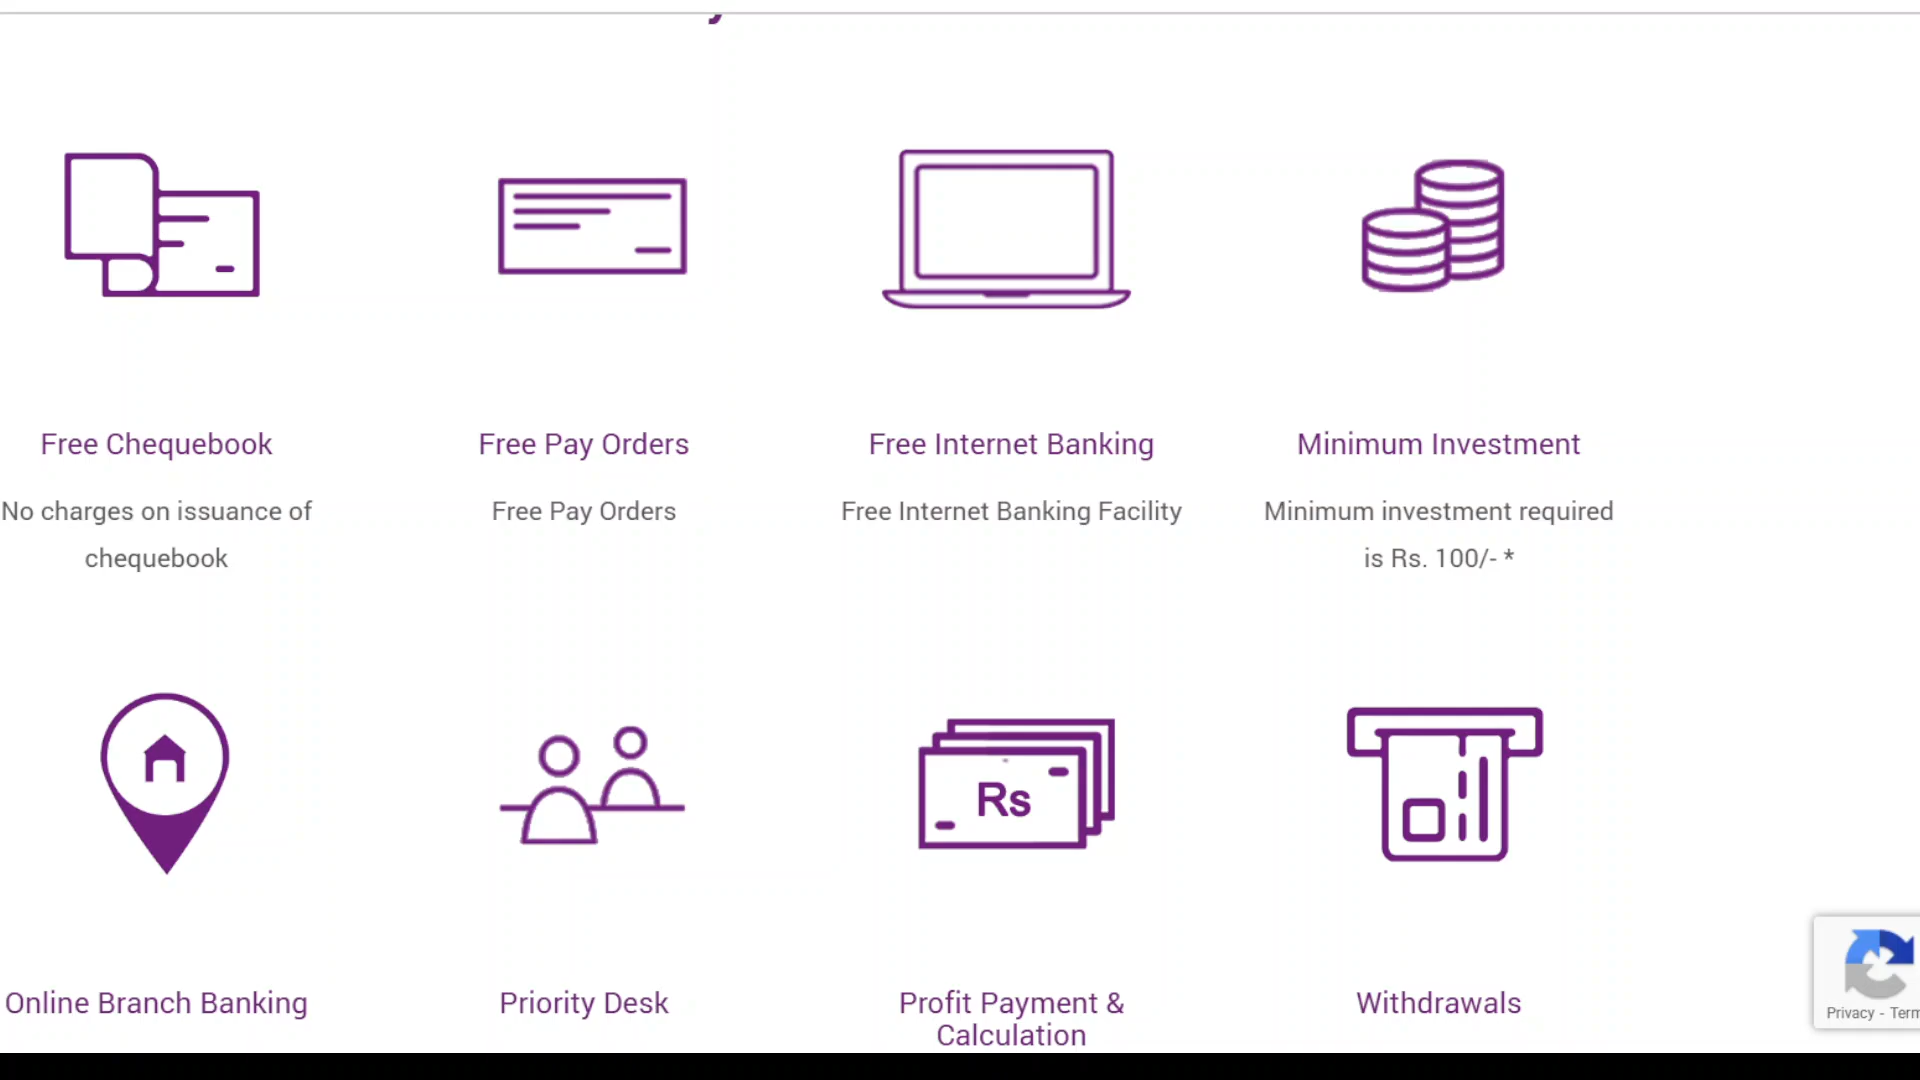 Free Chequebook
Free Pay Orders
Free Internet Banking
Minimum Investment
No charges on issuance of
chequebook
Free Pay Orders
Free Internet Banking Facility
Minimum investment required
is Rs. 100/- *
Rs
Online Branch Banking
Priority Desk
Profit Payment &
Calculation
Withdrawals
Privacy -